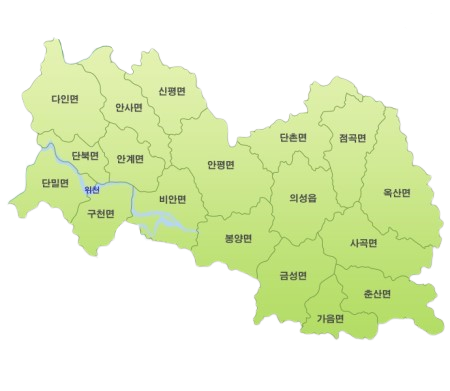 신평면
다인면
안사면
단촌면
점곡면
단북면
안계면
안평면
단밀면
위천
옥산면
비안면
의성읍
구천면
봉양면
사곡면
금성면
춘산면
가음면